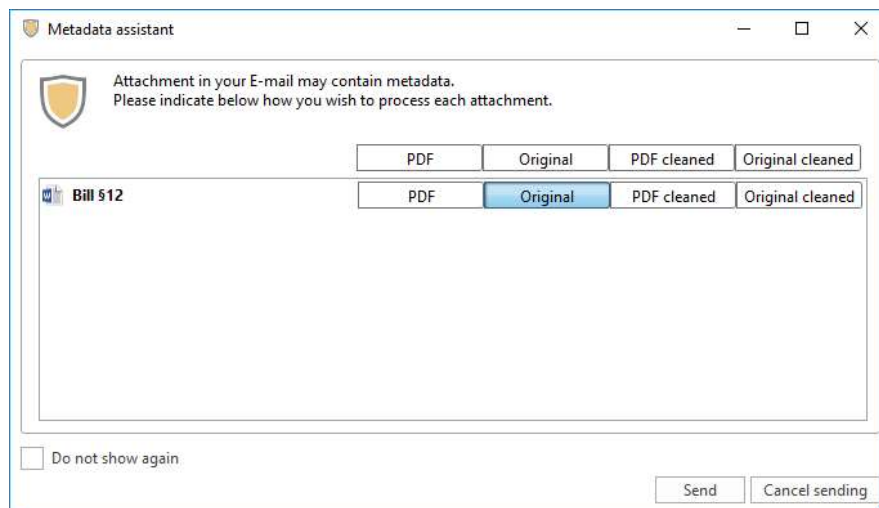 Metadata assistant
Attachment in your E-mail may contain metadata.
Please indicate below how you wish to process each attachment.
PDF Original PDF cleaned Original cleaned
Bill §12 PDF Original PDF cleaned Original cleaned
Do not show again
Send Cancel sending